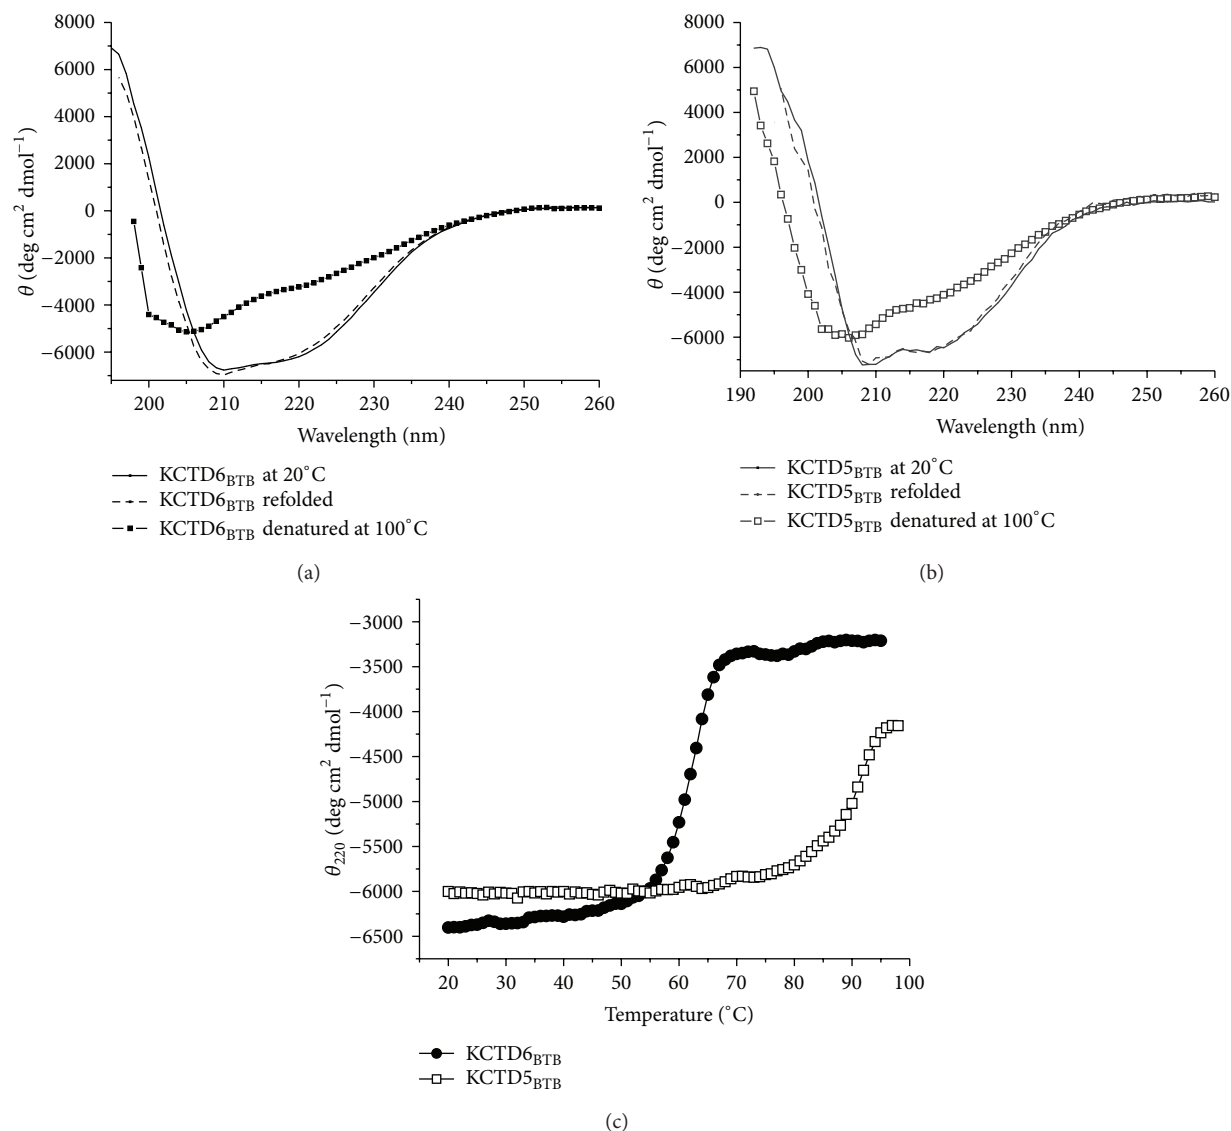 8000
6000
4000
2000
0
−2000
−4000
−6000
θ (deg cm² dmol⁻¹)
200 210 220 230 240 250 260
Wavelength (nm)
KCTD6BTB at 20°C
KCTD6BTB refolded
KCTD6BTB denatured at 100°C
(a)
8000
6000
4000
2000
0
−2000
−4000
−6000
θ (deg cm² dmol⁻¹)
190 200 210 220 230 240 250 260
Wavelength (nm)
KCTD5BTB at 20°C
KCTD5BTB refolded
KCTD5BTB denatured at 100°C
(b)
−3000
−3500
−4000
−4500
−5000
−5500
−6000
−6500
θ220 (deg cm² dmol⁻¹)
20 30 40 50 60 70 80 90 100
Temperature (°C)
KCTD6BTB
KCTD5BTB
(c)